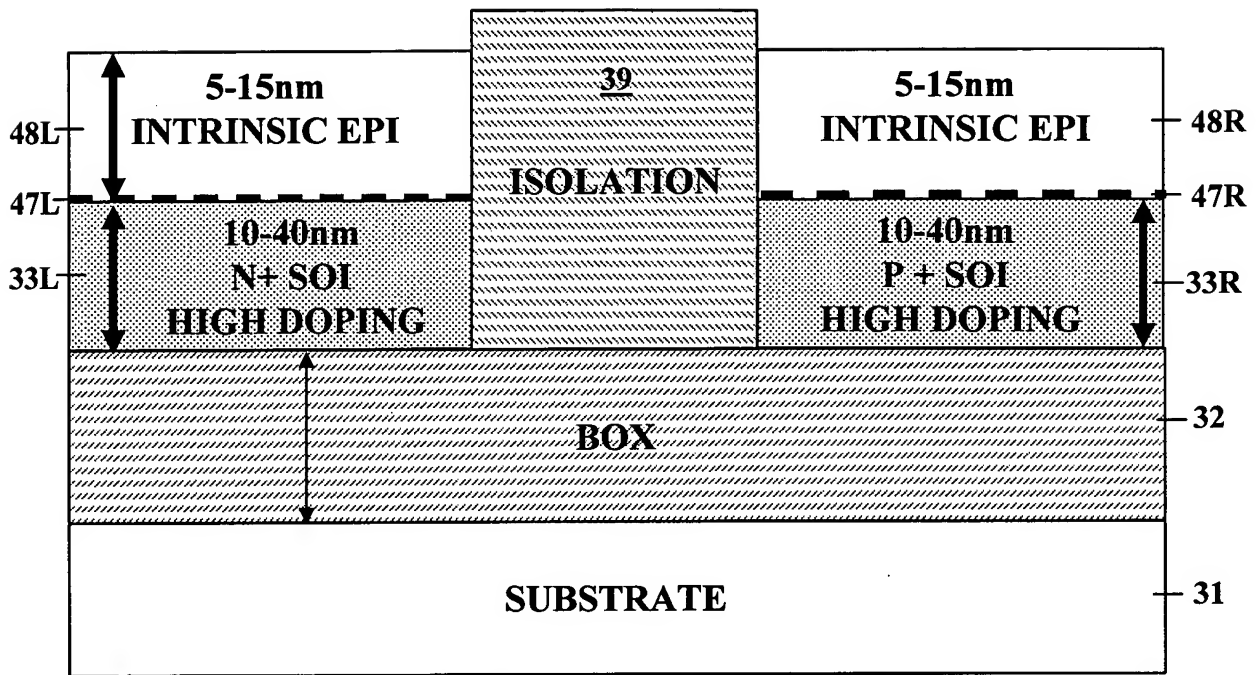 39
5-15nm
INTRINSIC EPI
5-15nm
INTRINSIC EPI
48L
48R
ISOLATION
47L
47R
10-40nm
N+ SOI
HIGH DOPING
10-40nm
P + SOI
HIGH DOPING
33L
33R
BOX
32
SUBSTRATE
31